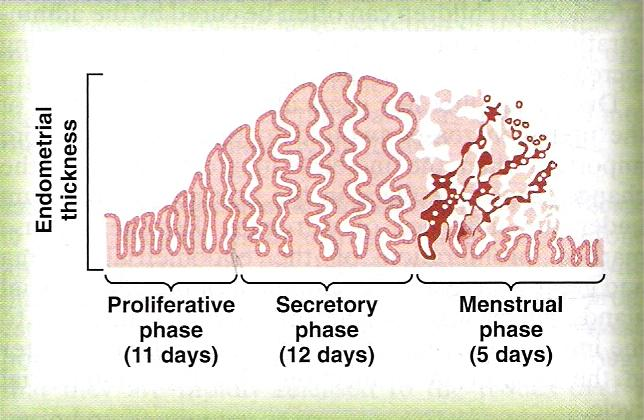 Endometrial
thickness
Proliferative
phase
(11 days)
Secretory
phase
(12 days)
Menstrual
phase
(5 days)